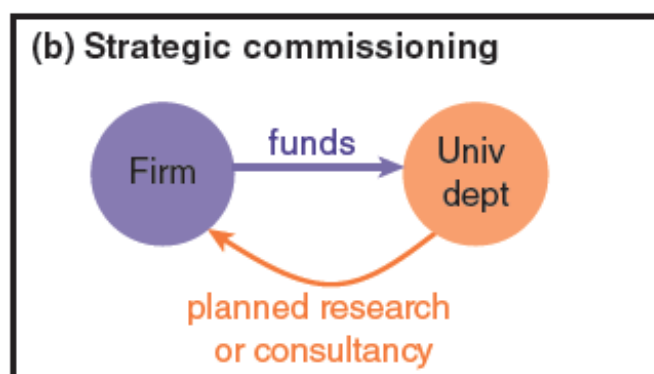 (b) Strategic commissioning
Firm
funds
Univ
dept
planned research
or consultancy